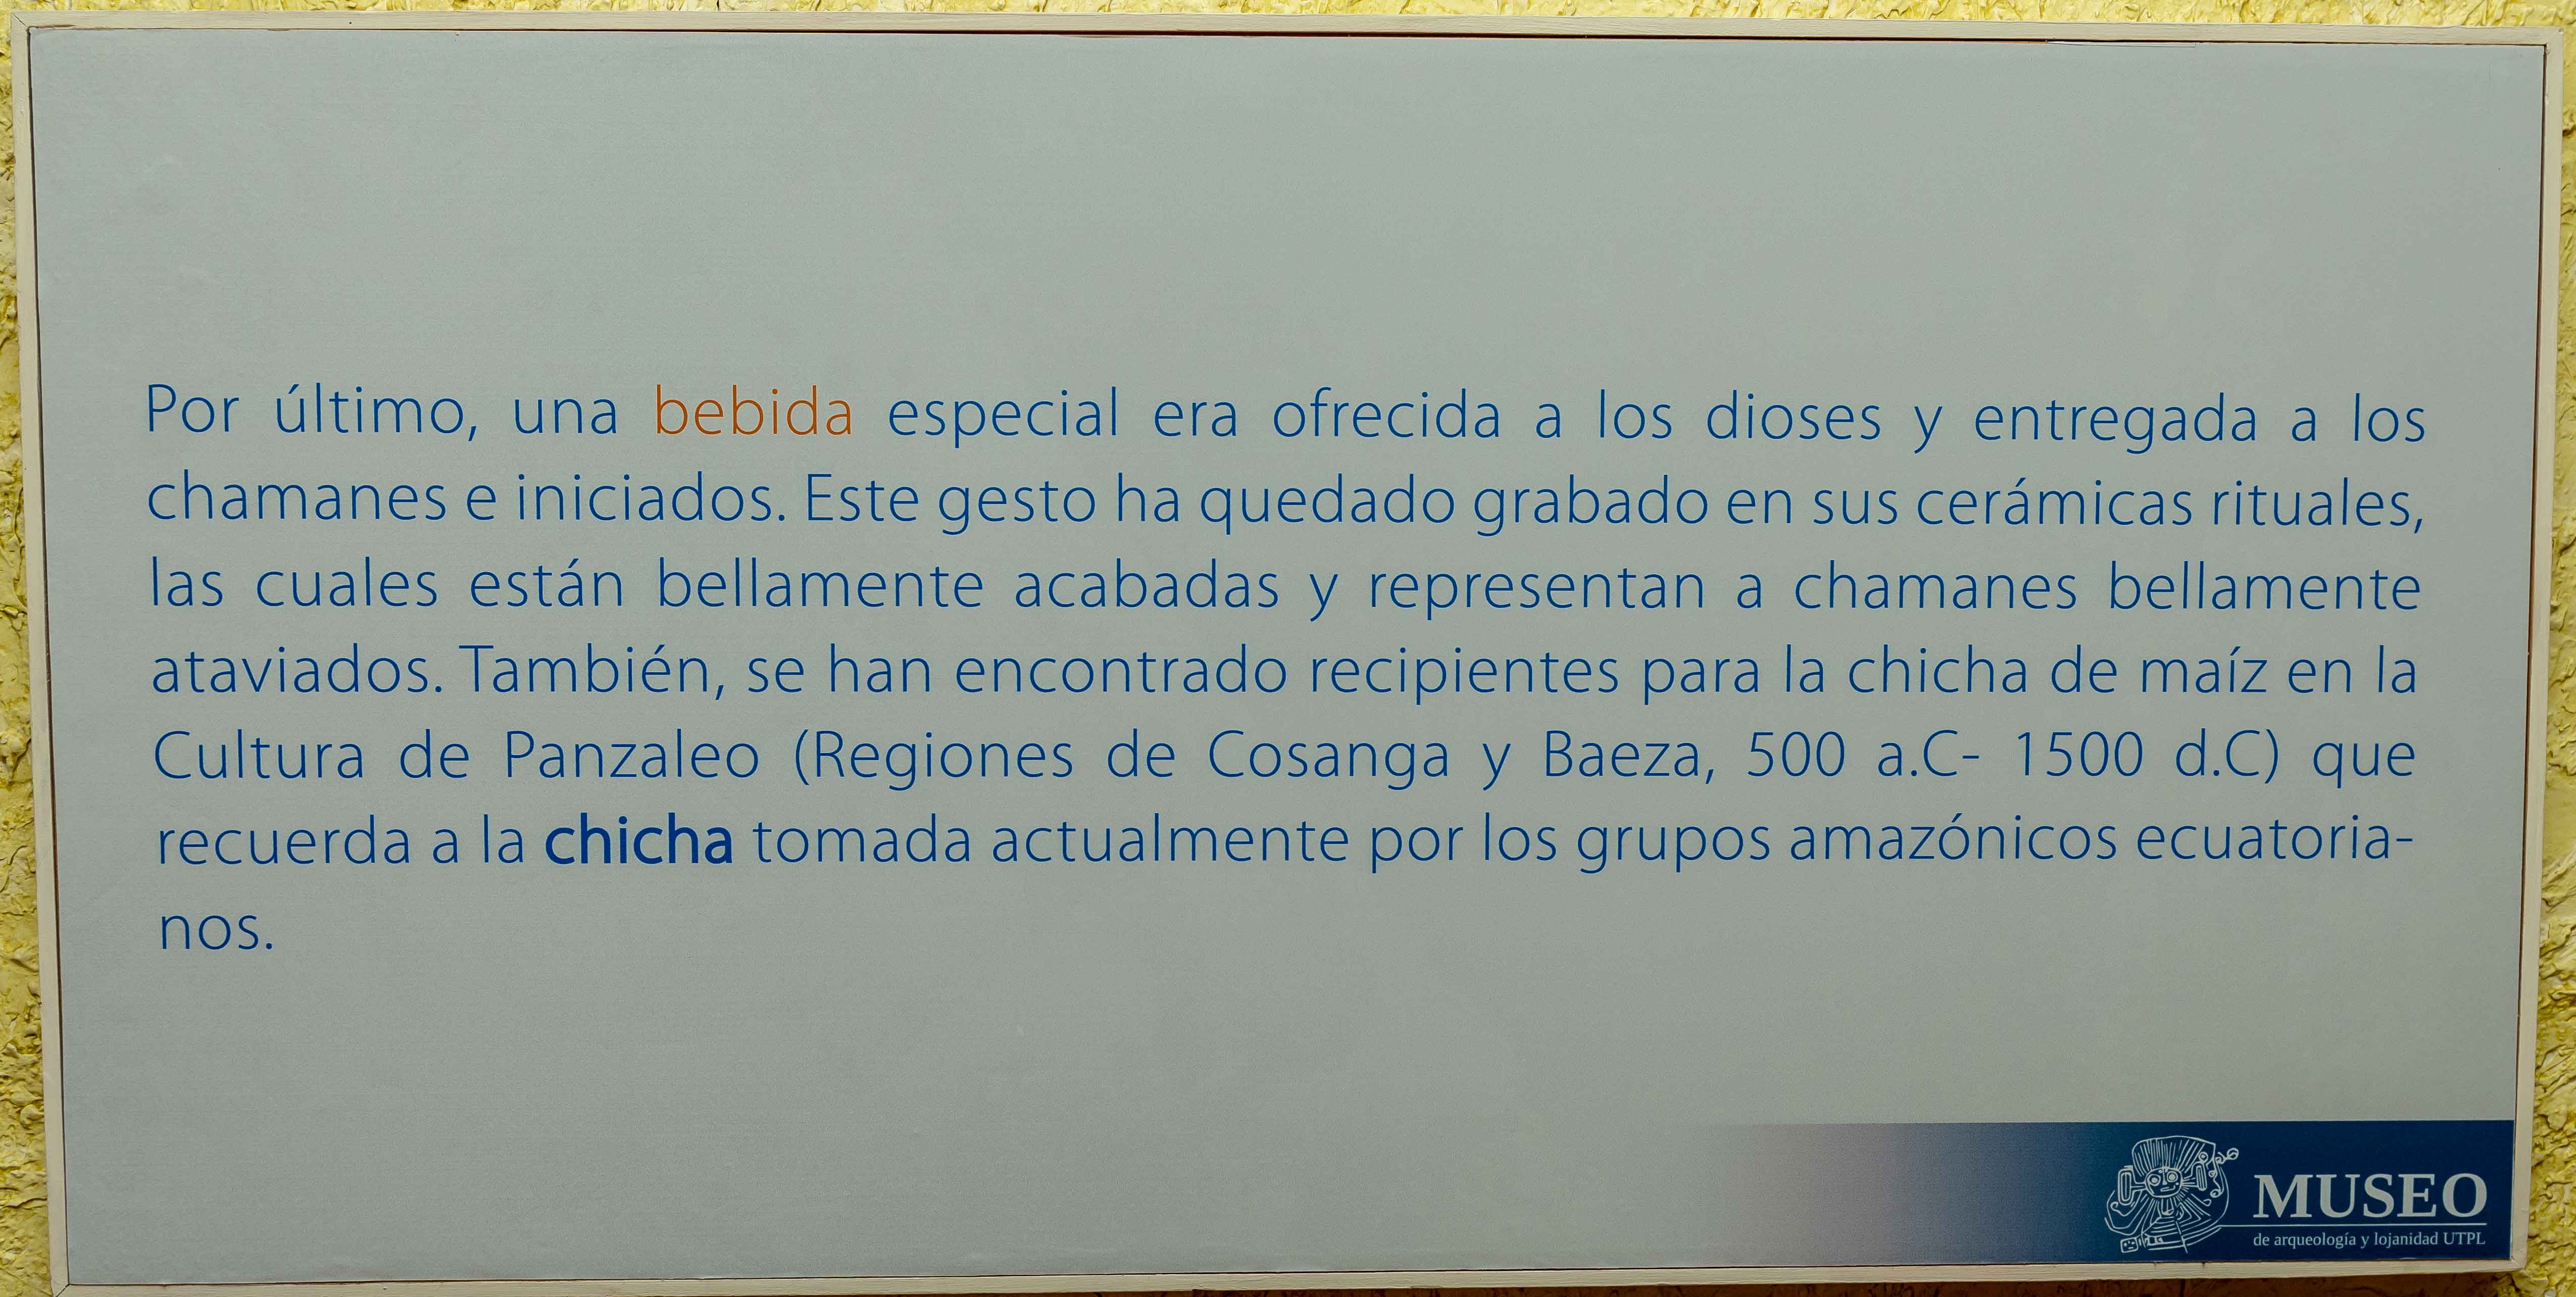 Por último, una bebida especial era ofrecida a los dioses y entregada a los
chamanes e iniciados. Este gesto ha quedado grabado en sus cerámicas rituales,
las cuales están bellamente acabadas y representan a chamanes bellamente
ataviados. También, se han encontrado recipientes para la chicha de maíz en la
Cultura de Panzaleo (Regiones de Cosanga y Baeza, 500 a.C- 1500 d.C) que
recuerda a la chicha tomada actualmente por los grupos amazónicos ecuatoria-
nos.
MUSEO
de arqueología y lojanidad UTPL